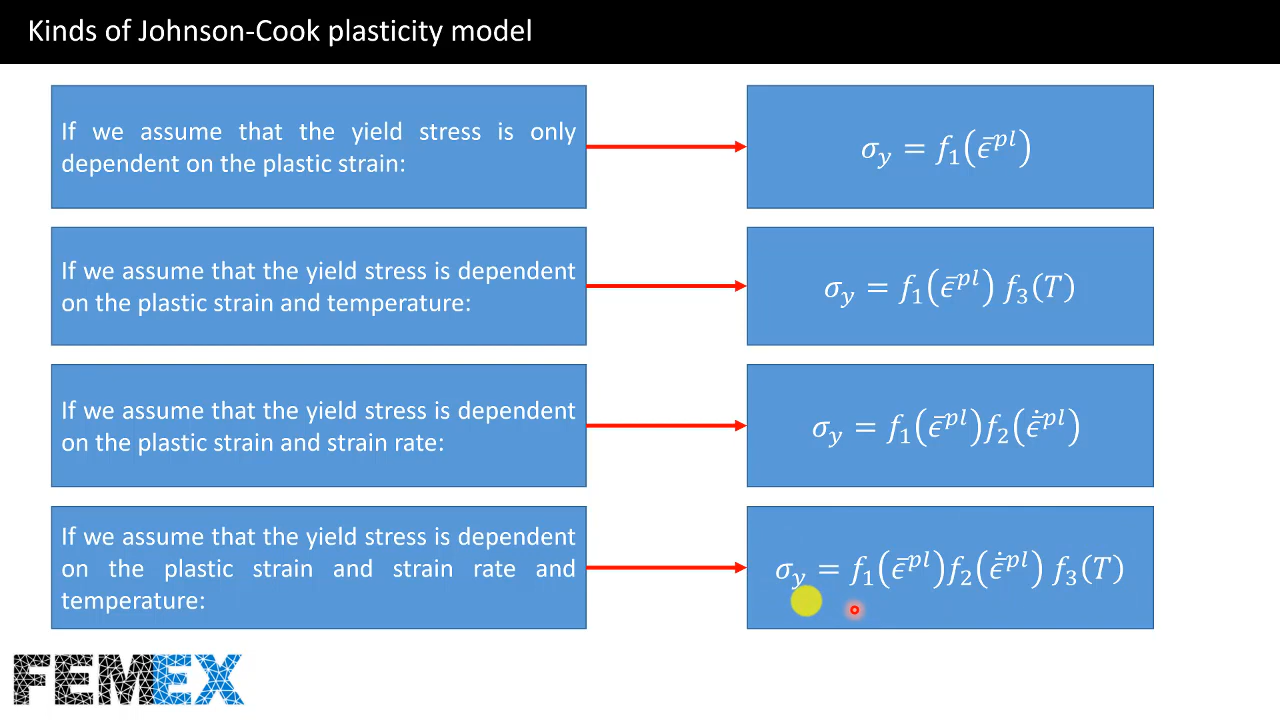 Kinds of Johnson-Cook plasticity model
If we assume that the yield stress is only
dependent on the plastic strain:
σ_y = f_1(ε̄^{pl})
If we assume that the yield stress is dependent
on the plastic strain and temperature:
σ_y = f_1(ε̄^{pl}) f_3(T)
If we assume that the yield stress is dependent
on the plastic strain and strain rate:
σ_y = f_1(ε̄^{pl})f_2(ε̄̇^{pl})
If we assume that the yield stress is dependent
on the plastic strain and strain rate and
temperature:
σ_y = f_1(ε̄^{pl})f_2(ε̄̇^{pl}) f_3(T)
FEMEX